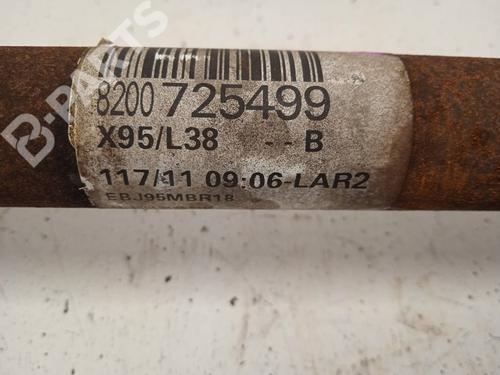 B-PARTS
8200 725499
X95/L38 - - B
117/11 09:06-LAR2
EBJ95MBR18